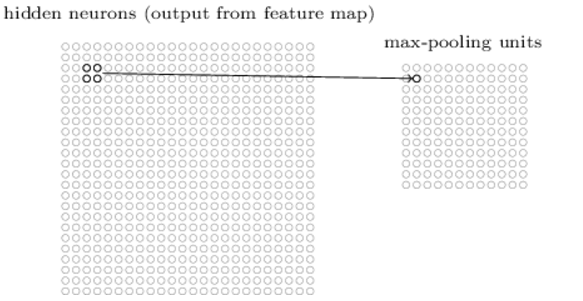 hidden neurons (output from feature map)
max-pooling units